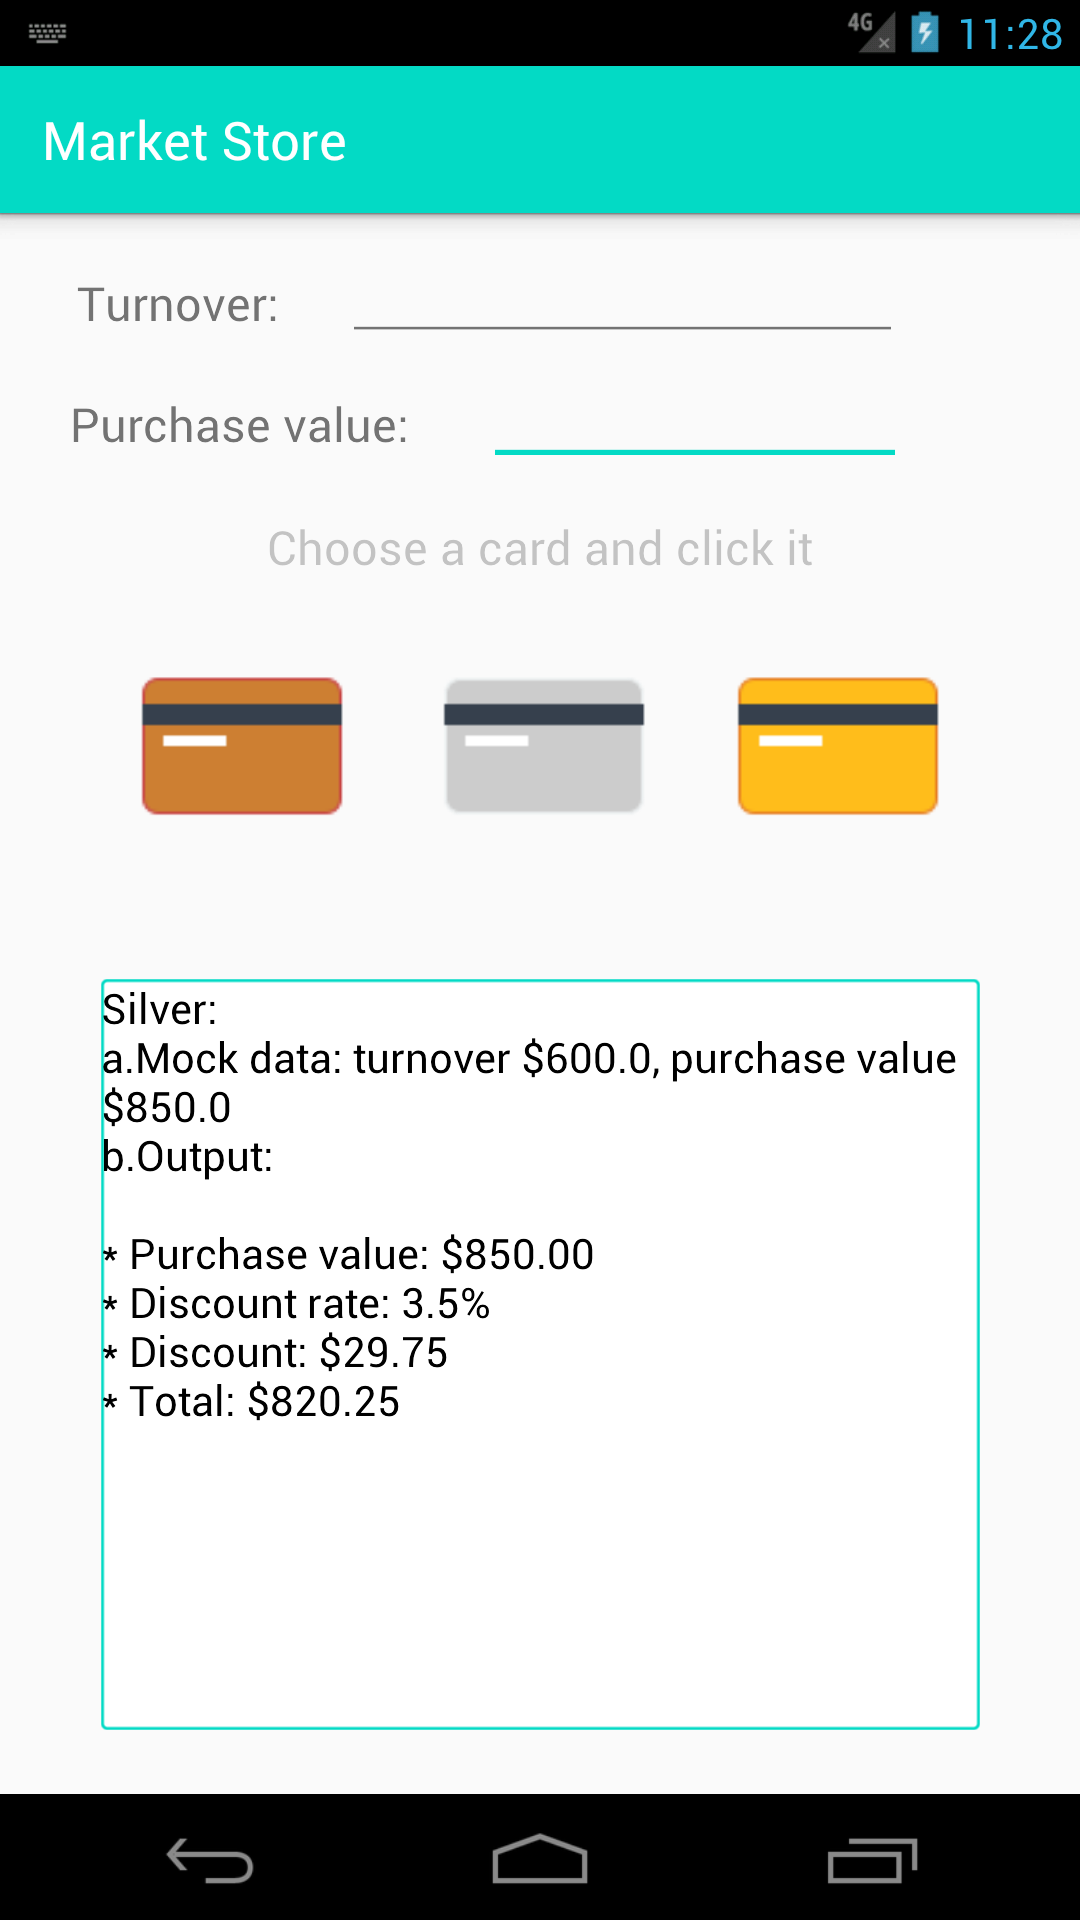 4G 11:28
Market Store
Turnover:
Purchase value:
Choose a card and click it
Silver:
a.Mock data: turnover $600.0, purchase value
$850.0
b.Output:
* Purchase value: $850.00
* Discount rate: 3.5%
* Discount: $29.75
* Total: $820.25